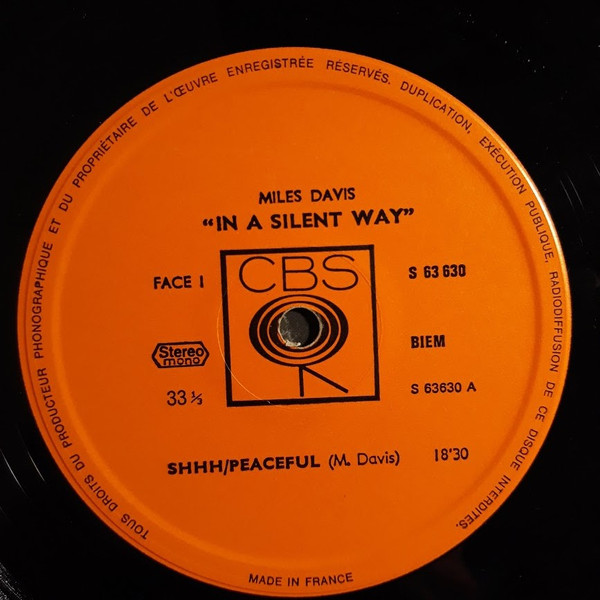 TOUS DROITS DU PRODUCTEUR PHONOGRAPHIQUE ET DU PROPRIÉTAIRE DE L'ŒUVRE ENREGISTRÉE RÉSERVÉS. DUPLICATION, EXÉCUTION PUBLIQUE, RADIODIFFUSION DE CE DISQUE INTERDITES.
MILES DAVIS
“IN A SILENT WAY”
FACE I
CBS
S 63 630
Stereo
mono
BIEM
33 ⅓
S 63630 A
SHHH/PEACEFUL (M. Davis) 18'30
MADE IN FRANCE